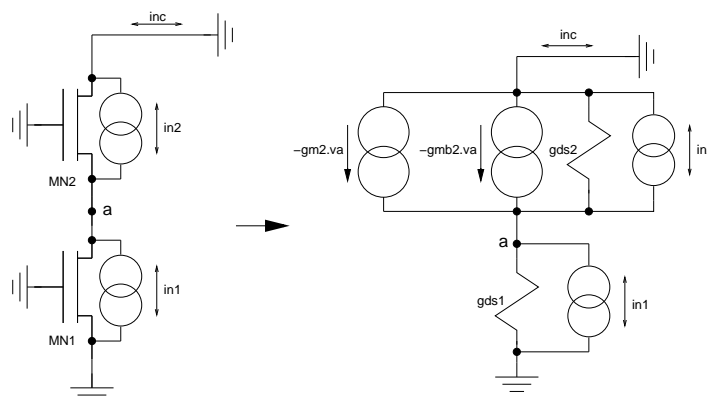 inc
in2
MN2
a
in1
MN1
inc
−gm2.va
−gmb2.va
gds2
in
a
gds1
in1